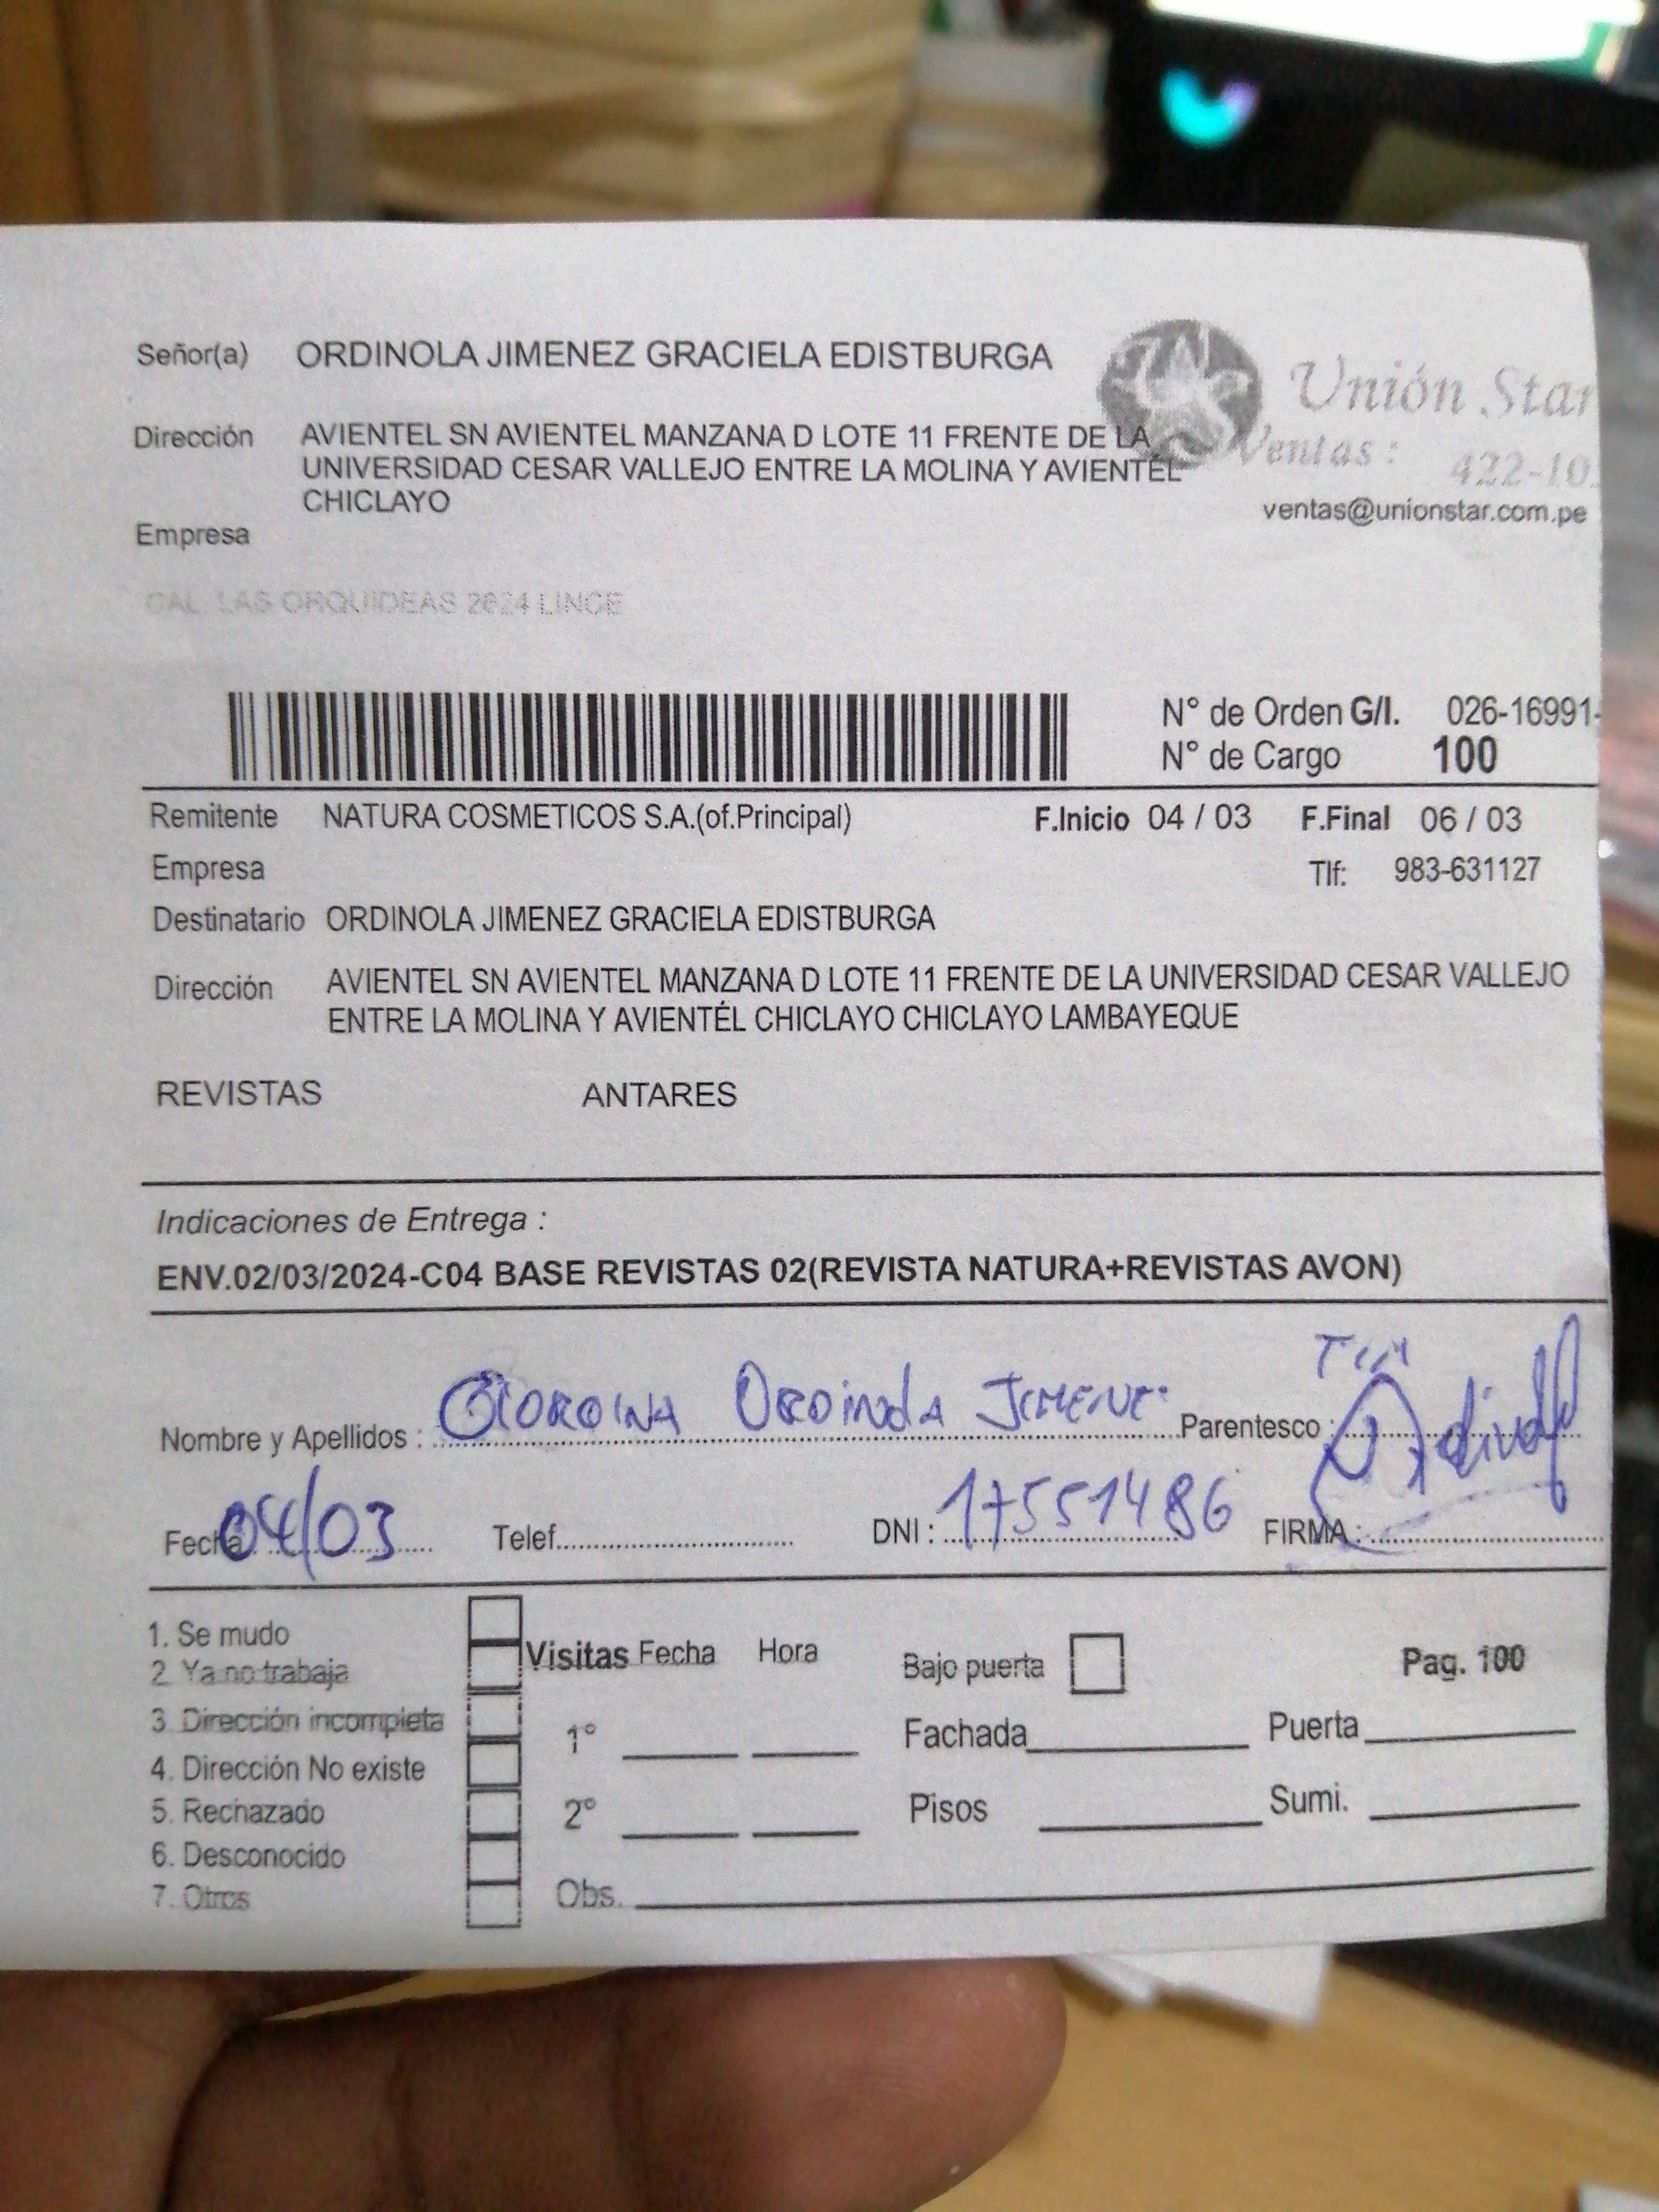 Señor(a) ORDINOLA JIMENEZ GRACIELA EDISTBURGA
Unión Star
Dirección AVIENTEL SN AVIENTEL MANZANA D LOTE 11 FRENTE DE LA
UNIVERSIDAD CESAR VALLEJO ENTRE LA MOLINA Y AVIENTÉL
CHICLAYO
Ventas: 422-10
ventas@unionstar.com.pe
Empresa
CAL. LAS ORQUIDEAS 2624 LINCE
N° de Orden G/I. 026-16991-
N° de Cargo 100
Remitente NATURA COSMETICOS S.A.(of.Principal) F.Inicio 04 / 03 F.Final 06 / 03
Empresa Tlf: 983-631127
Destinatario ORDINOLA JIMENEZ GRACIELA EDISTBURGA
Dirección AVIENTEL SN AVIENTEL MANZANA D LOTE 11 FRENTE DE LA UNIVERSIDAD CESAR VALLEJO
ENTRE LA MOLINA Y AVIENTÉL CHICLAYO CHICLAYO LAMBAYEQUE
REVISTAS ANTARES
Indicaciones de Entrega :
ENV.02/03/2024-C04 BASE REVISTAS 02(REVISTA NATURA+REVISTAS AVON)
Nombre y Apellidos : Parentesco :
Fecha 04/03 Telef. DNI : 17551486 FIRMA :
1. Se mudo
2. Ya no trabaja
3 Dirección incompleta
4. Dirección No existe
5. Rechazado
6. Desconocido
7. Otros
Visitas Fecha Hora
1°
2°
Obs.
Bajo puerta Pag. 100
Fachada Puerta
Pisos Sumi.